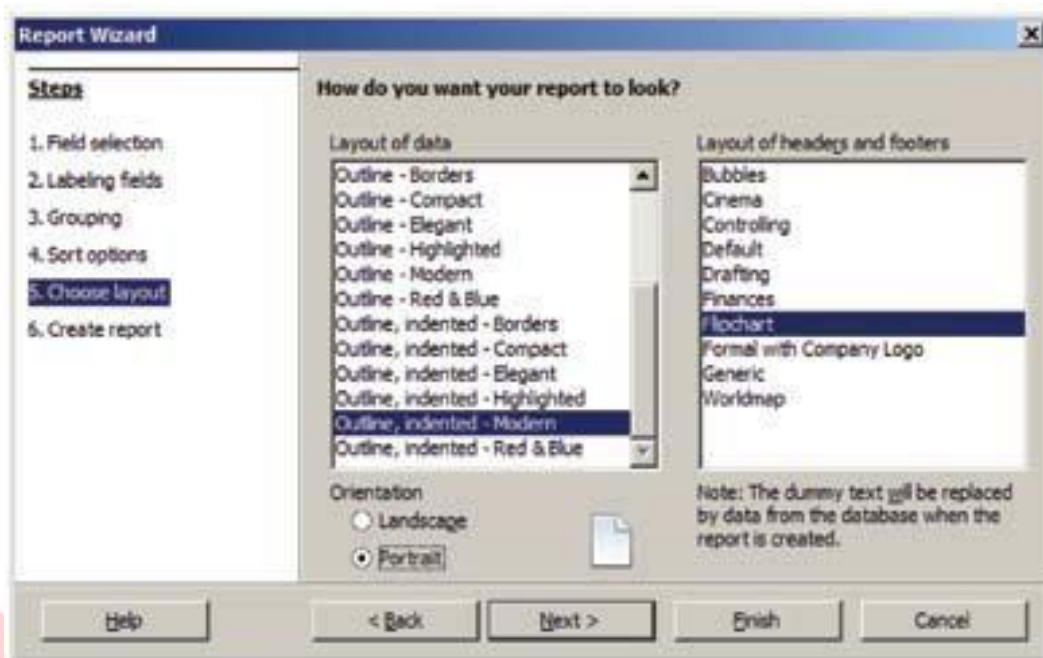 Report Wizard
Steps
1. Field selection
2. Labeling fields
3. Grouping
4. Sort options
5. Choose layout
6. Create report
How do you want your report to look?
Layout of data
Outline - Borders
Outline - Compact
Outline - Elegant
Outline - Highlighted
Outline - Modern
Outline - Red & Blue
Outline, indented - Borders
Outline, indented - Compact
Outline, indented - Elegant
Outline, indented - Highlighted
Outline, indented - Modern
Outline, indented - Red & Blue
Layout of headers and footers
Bubbles
Cinema
Controlling
Default
Drafting
Finances
Flipchart
Formal with Company Logo
Generic
Worldmap
Orientation
Landscape
Portrait
Note: The dummy text will be replaced
by data from the database when the
report is created.
Help
< Back
Next >
Finish
Cancel